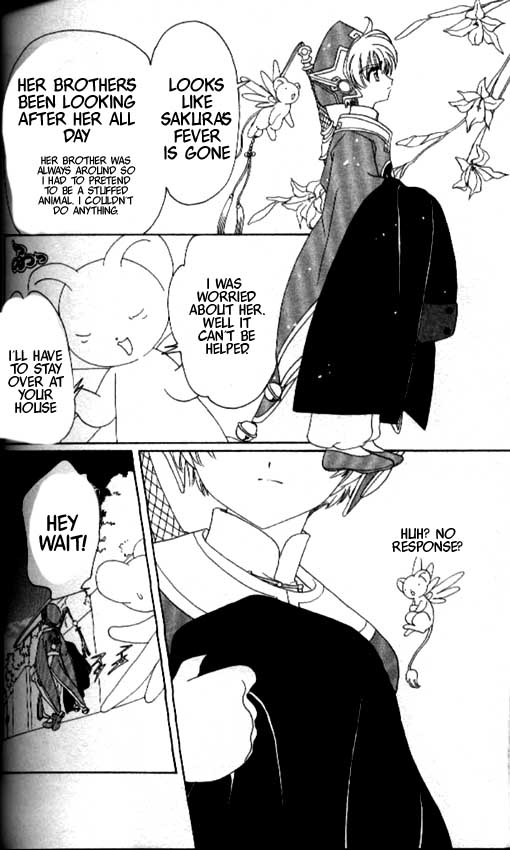 LOOKS
LIKE
SAKURA'S
FEVER
IS GONE
HER BROTHER'S
BEEN LOOKING
AFTER HER ALL
DAY
HER BROTHER WAS
ALWAYS AROUND SO
I HAD TO PRETEND
TO BE A STUFFED
ANIMAL. I COULDN'T
DO ANYTHING.
I WAS
WORRIED
ABOUT HER.
WELL IT
CAN'T BE
HELPED.
I'LL HAVE
TO STAY
OVER AT
YOUR
HOUSE
HUH? NO
RESPONSE?
HEY
WAIT!